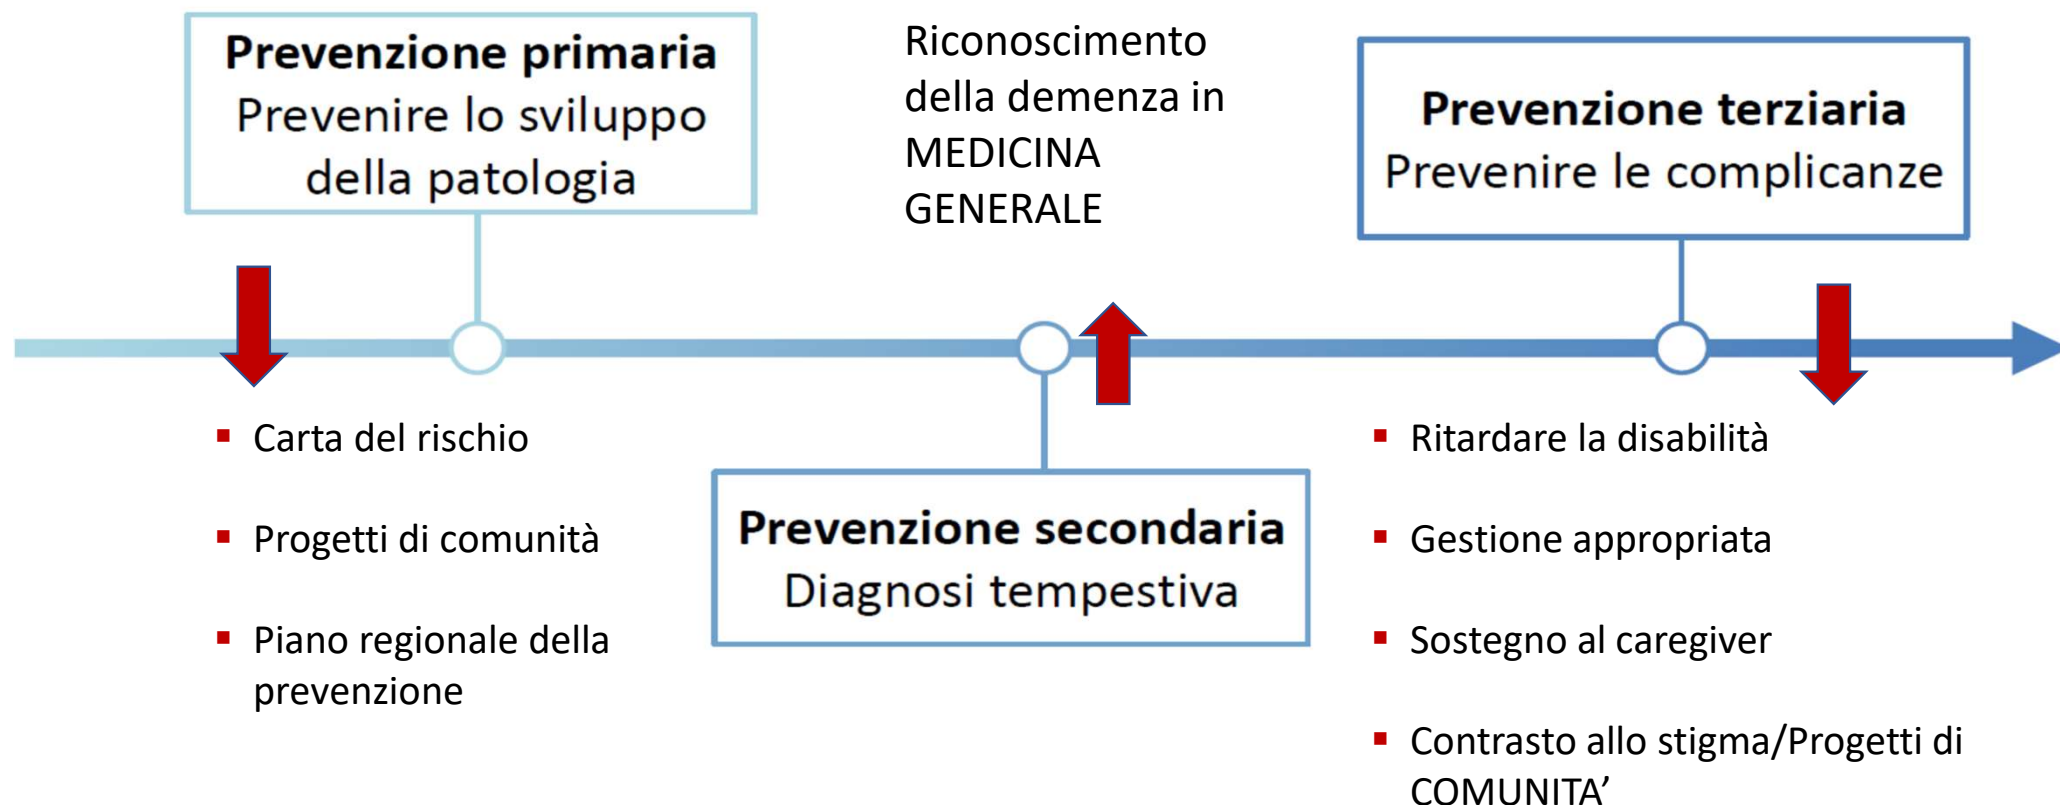 Prevenzione primaria
Prevenire lo sviluppo
della patologia
Riconoscimento
della demenza in
MEDICINA
GENERALE
Prevenzione terziaria
Prevenire le complicanze
▪ Carta del rischio
▪ Progetti di comunità
▪ Piano regionale della
prevenzione
Prevenzione secondaria
Diagnosi tempestiva
▪ Ritardare la disabilità
▪ Gestione appropriata
▪ Sostegno al caregiver
▪ Contrasto allo stigma/Progetti di
COMUNITA’